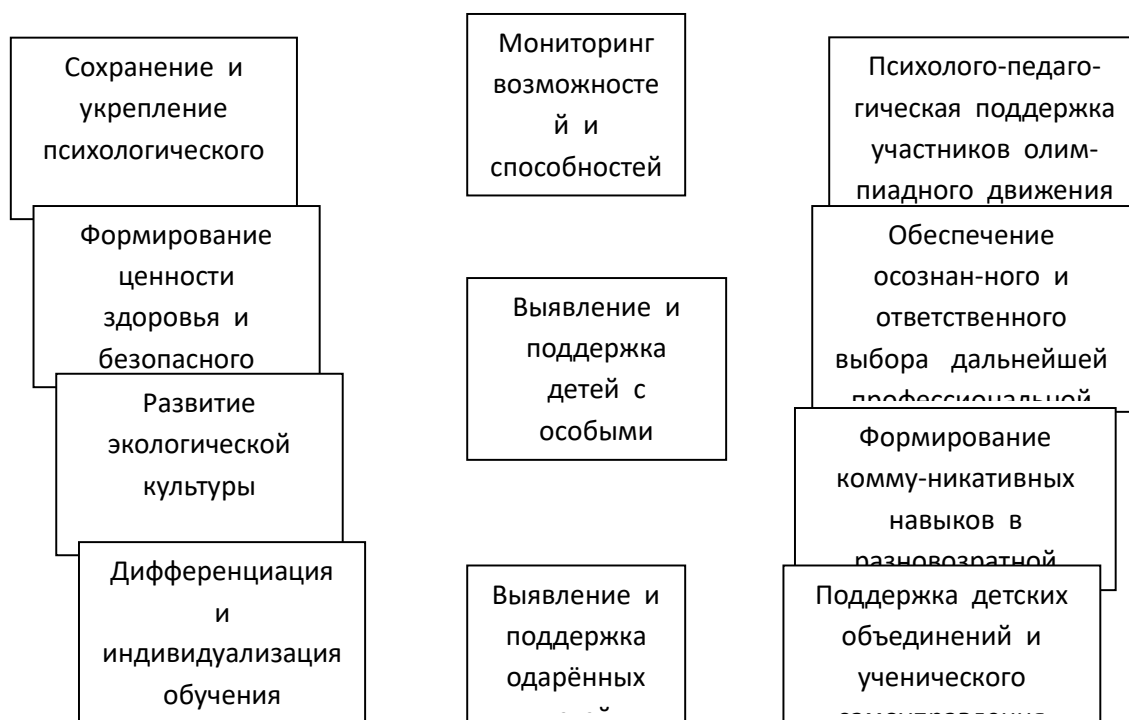 Сохранение и
укрепление
психологического
Формирование
ценности
здоровья и
безопасного
Развитие
экологической
культуры
Дифференциация
и
индивидуализация
обучения
Мониторинг
возможносте
й и
способностей
Выявление и
поддержка
детей с
особыми
Выявление и
поддержка
одарённых
Психолого-педаго-
гическая поддержка
участников олим-
пиадного движения
Обеспечение
осознан-ного и
ответственного
выбора дальнейшей
профессиональной
Формирование
комму-никативных
навыков в
разновозратной
Поддержка детских
объединений и
ученического